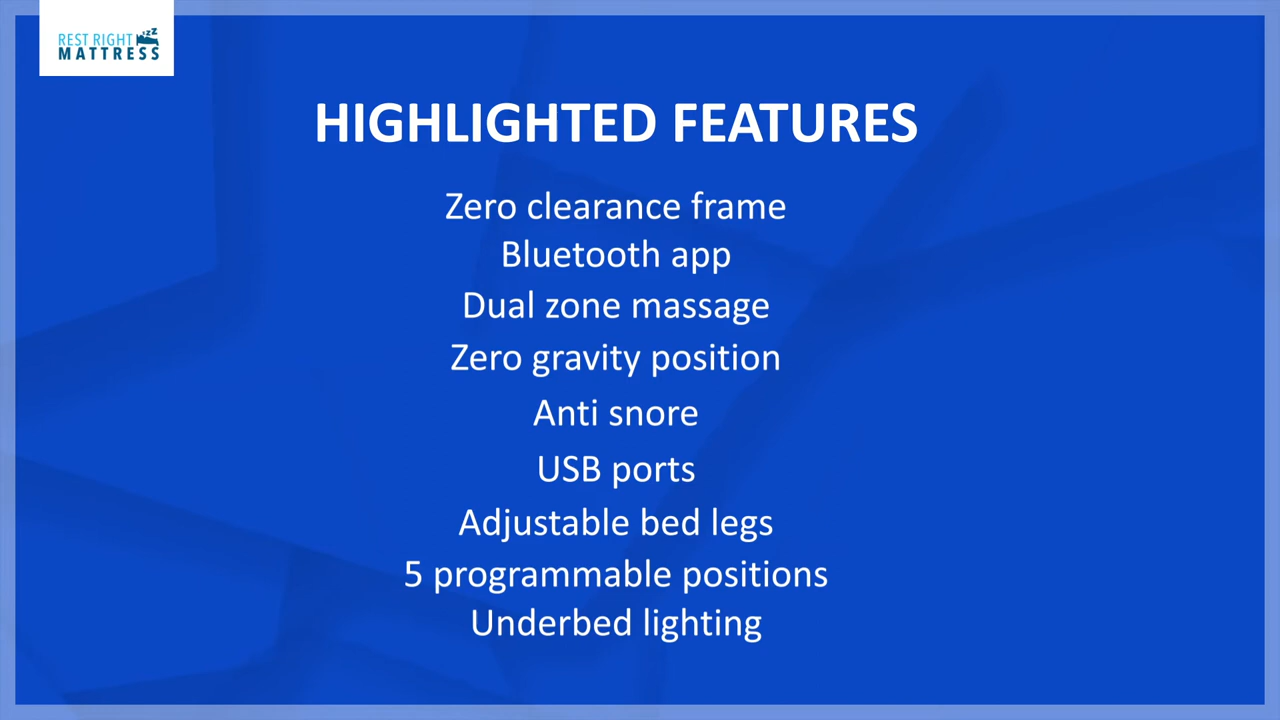 REST RIGHT
MATTRESS
HIGHLIGHTED FEATURES
Zero clearance frame
Bluetooth app
Dual zone massage
Zero gravity position
Anti snore
USB ports
Adjustable bed legs
5 programmable positions
Underbed lighting